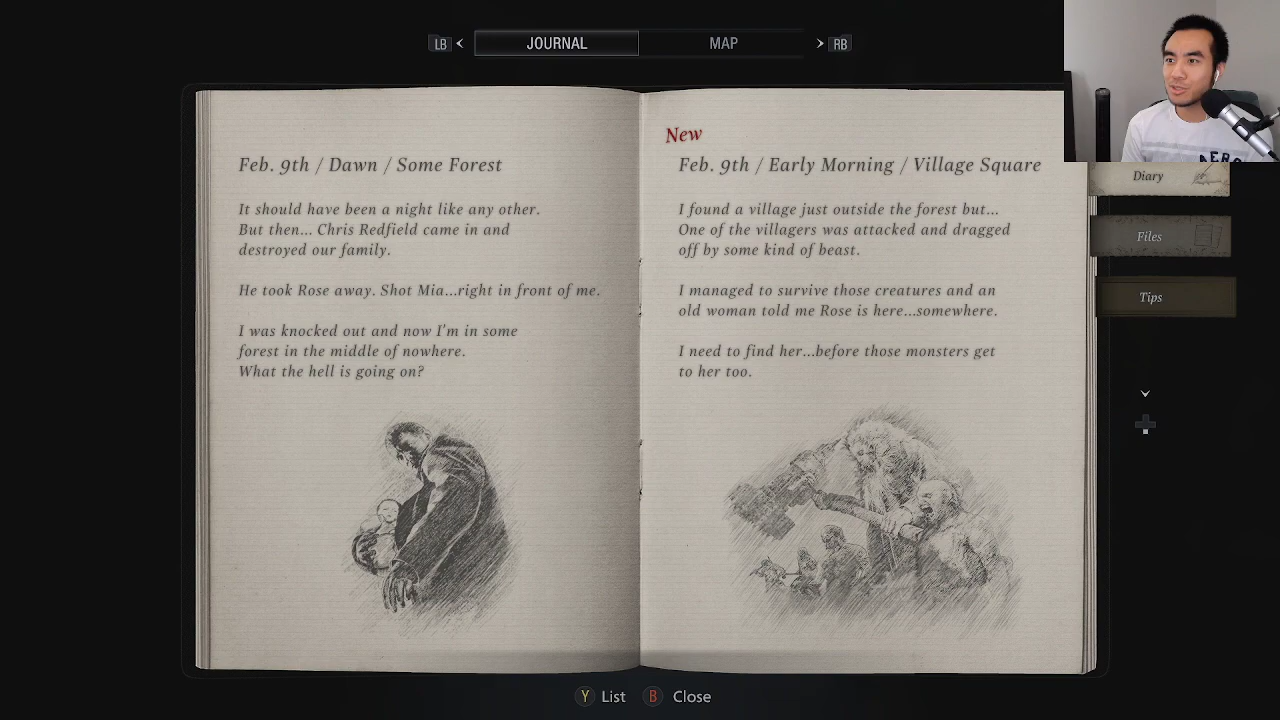 LB JOURNAL MAP RB
Feb. 9th / Dawn / Some Forest
It should have been a night like any other.
But then... Chris Redfield came in and
destroyed our family.
He took Rose away. Shot Mia...right in front of me.
I was knocked out and now I'm in some
forest in the middle of nowhere.
What the hell is going on?
New
Feb. 9th / Early Morning / Village Square
I found a village just outside the forest but...
One of the villagers was attacked and dragged
off by some kind of beast.
I managed to survive those creatures and an
old woman told me Rose is here...somewhere.
I need to find her...before those monsters get
to her too.
Diary
Files
Tips
Y List B Close